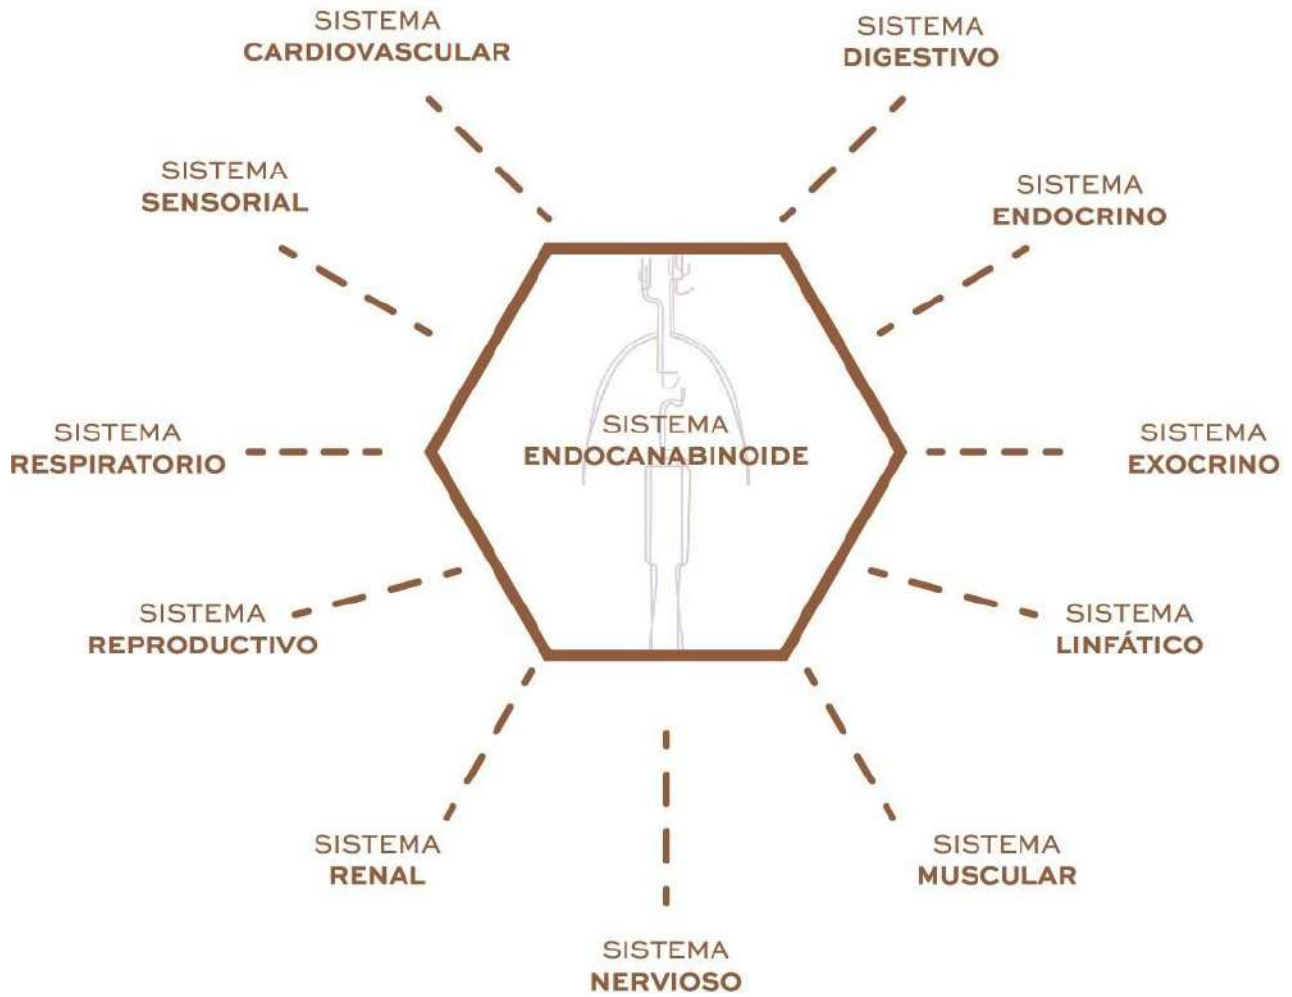 SISTEMA
CARDIOVASCULAR
SISTEMA
DIGESTIVO
SISTEMA
SENSORIAL
SISTEMA
ENDOCRINO
SISTEMA
ENDOCANABINOIDE
SISTEMA
RESPIRATORIO
SISTEMA
EXOCRINO
SISTEMA
REPRODUCTIVO
SISTEMA
LINFÁTICO
SISTEMA
RENAL
SISTEMA
MUSCULAR
SISTEMA
NERVIOSO